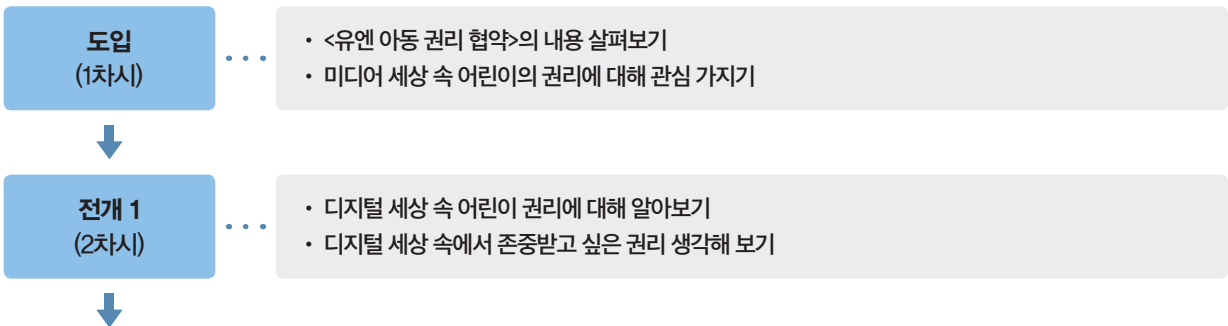 도입
(1차시)
• <유엔 아동 권리 협약>의 내용 살펴보기
• 미디어 세상 속 어린이의 권리에 대해 관심 가지기
전개 1
(2차시)
• 디지털 세상 속 어린이 권리에 대해 알아보기
• 디지털 세상 속에서 존중받고 싶은 권리 생각해 보기